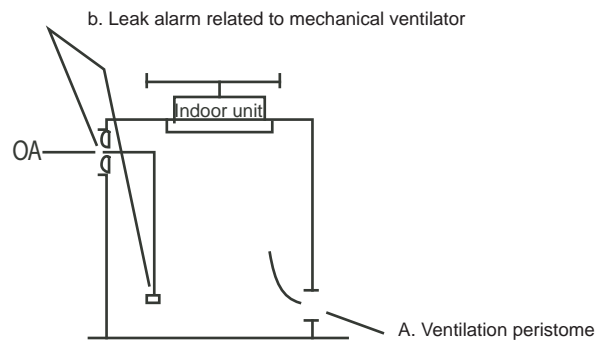 b. Leak alarm related to mechanical ventilator
Indoor unit
OA
A. Ventilation peristome